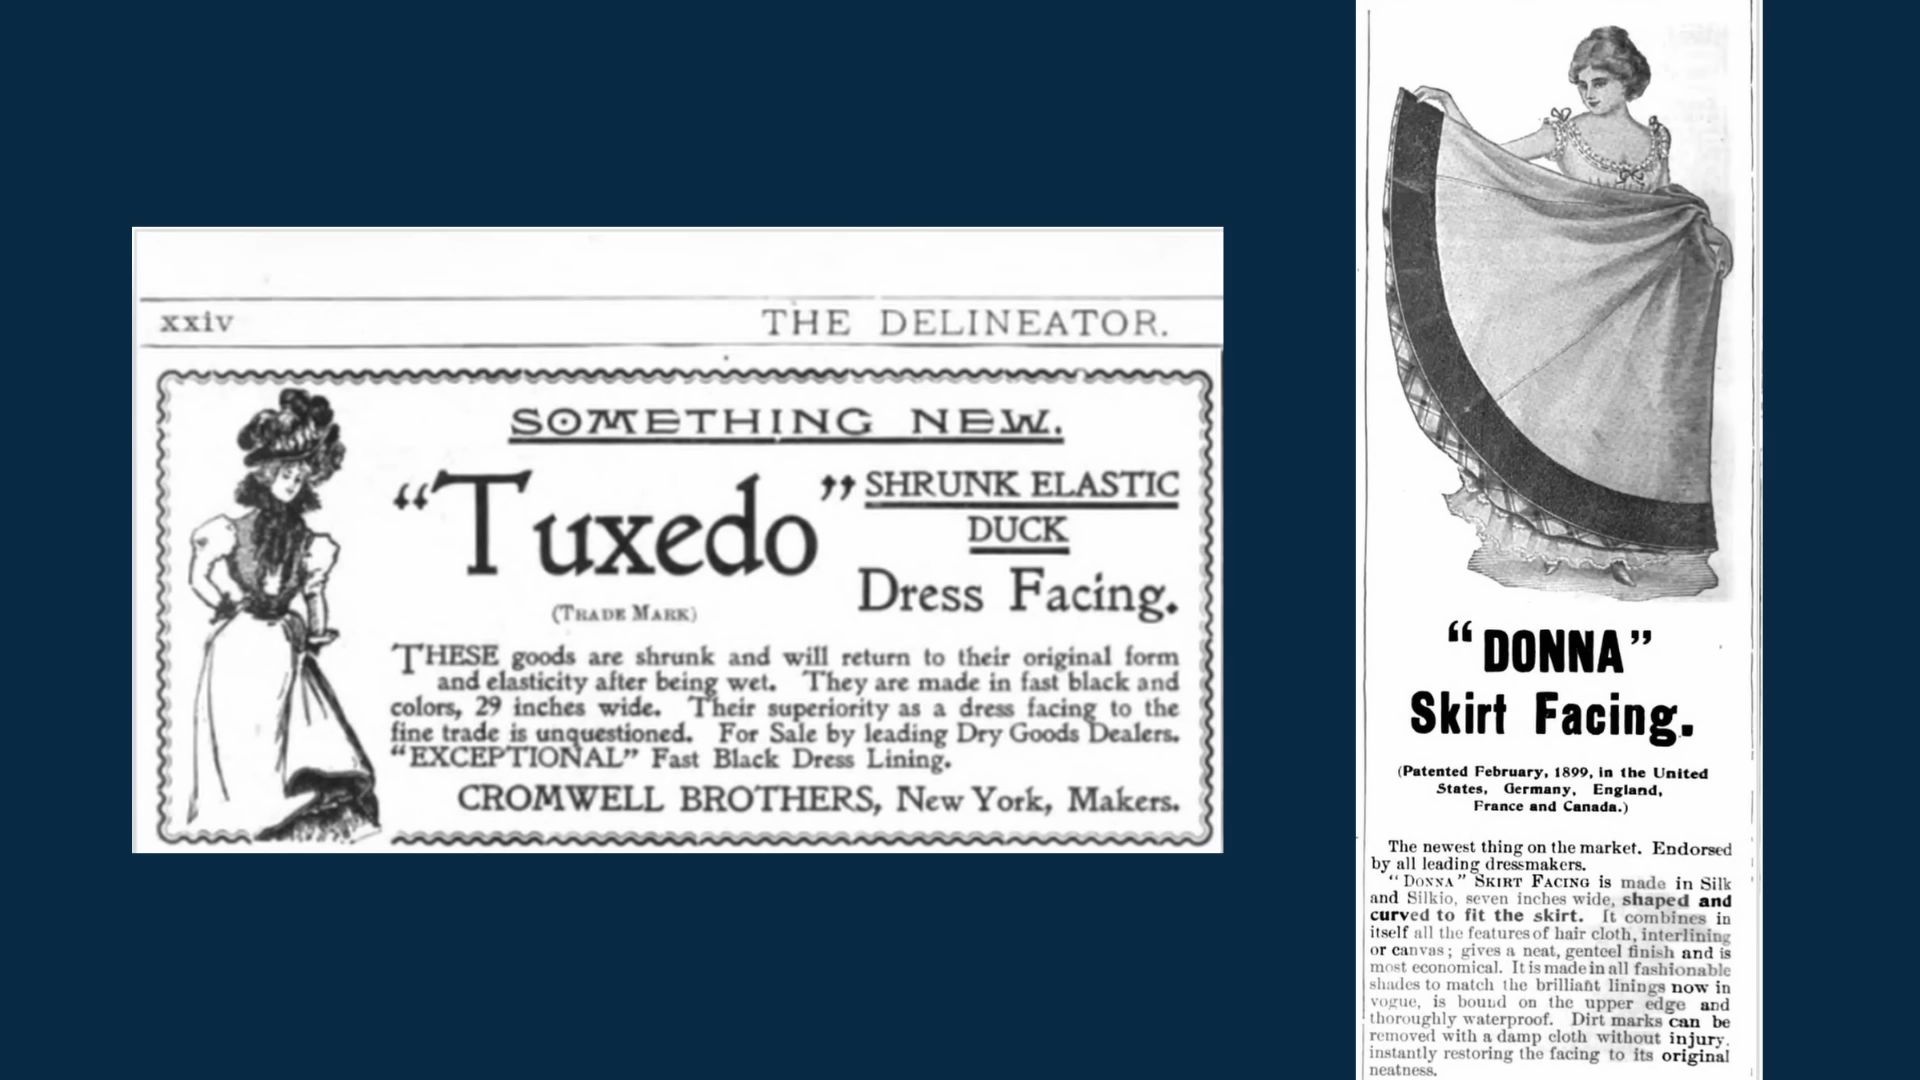 xxiv THE DELINEATOR.
SOMETHING NEW.
"Tuxedo" SHRUNK ELASTIC
DUCK
Dress Facing.
(TRADE MARK)
THESE goods are shrunk and will return to their original form
and elasticity after being wet. They are made in fast black and
colors, 29 inches wide. Their superiority as a dress facing to the
fine trade is unquestioned. For Sale by leading Dry Goods Dealers.
"EXCEPTIONAL" Fast Black Dress Lining.
CROMWELL BROTHERS, New York, Makers.
"DONNA"
Skirt Facing.
(Patented February, 1899, in the United
States, Germany, England,
France and Canada.)
The newest thing on the market. Endorsed
by all leading dressmakers.
"DONNA" SKIRT FACING is made in Silk
and Silkio, seven inches wide, shaped and
curved to fit the skirt. It combines in
itself all the features of hair cloth, interlining
or canvas; gives a neat, genteel finish and is
most economical. It is made in all fashionable
shades to match the brilliant linings now in
vogue, is bound on the upper edge and
thoroughly waterproof. Dirt marks can be
removed with a damp cloth without injury,
instantly restoring the facing to its original
neatness.